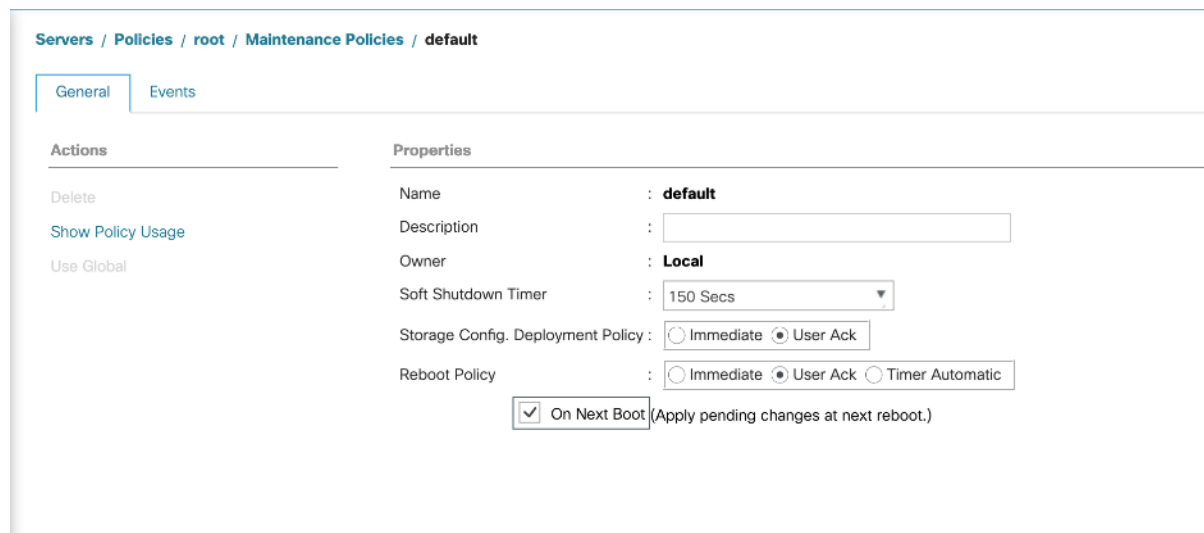 Servers / Policies / root / Maintenance Policies / default
General Events
Actions
Delete
Show Policy Usage
Use Global
Properties
Name : default
Description :
Owner : Local
Soft Shutdown Timer : 150 Secs
Storage Config. Deployment Policy : Immediate User Ack
Reboot Policy : Immediate User Ack Timer Automatic
On Next Boot (Apply pending changes at next reboot.)